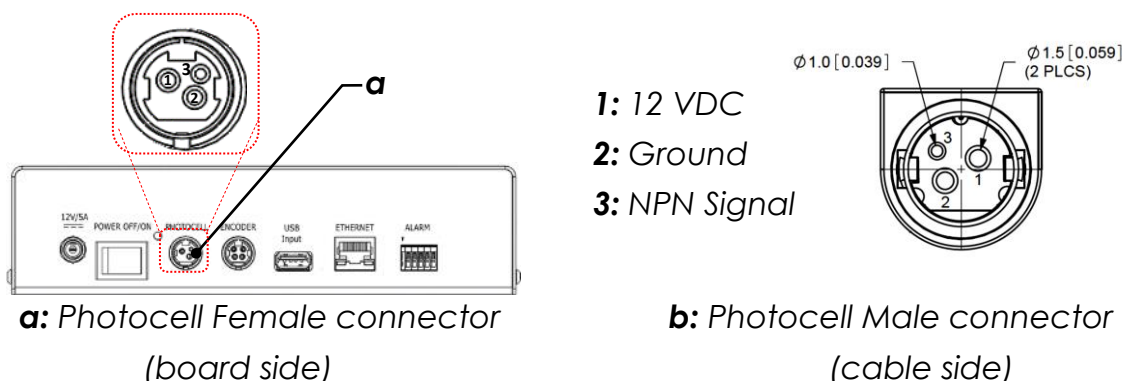 ① 3 ②
a
12V/5A
POWER OFF/ON
PHOTOCELL
ENCODER
USB
Input
ETHERNET
ALARM
a: Photocell Female connector
(board side)
1: 12 VDC
2: Ground
3: NPN Signal
Ø1.0 [0.039]
Ø1.5 [0.059]
(2 PLCS)
3
1
2
b: Photocell Male connector
(cable side)